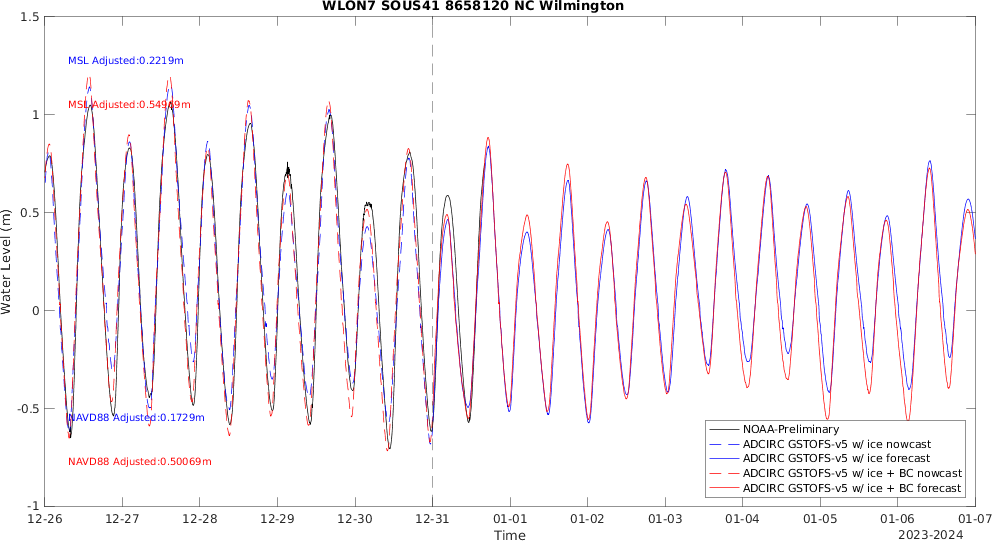 WLON7 SOUS41 8658120 NC Wilmington
1.5
1
0.5
0
-0.5
-1
Water Level (m)
MSL Adjusted:0.2219m
MSL Adjusted:0.54969m
NAVD88 Adjusted:0.1729m
NAVD88 Adjusted:0.50069m
NOAA-Preliminary
ADCIRC GSTOFS-v5 w/ ice nowcast
ADCIRC GSTOFS-v5 w/ ice forecast
ADCIRC GSTOFS-v5 w/ ice + BC nowcast
ADCIRC GSTOFS-v5 w/ ice + BC forecast
12-26 12-27 12-28 12-29 12-30 12-31 01-01 01-02 01-03 01-04 01-05 01-06 01-07
Time
2023-2024